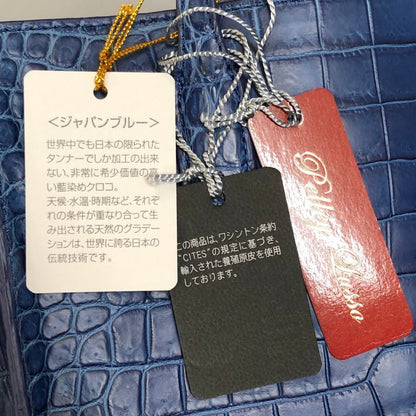 <ジャパンブルー>
世界中でも日本の限られた
タンナーでしか加工の出来
ない、非常に希少価値の高
い藍染めクロコ。
天候・水温・時期など、それぞ
れの条件が重なり合って生
み出される天然のグラデー
ションは、世界に誇る日本の
伝統技術です。
この商品は、ワシントン条約
"CITES"の規定に基づき、
輸入された養殖原皮を使用
しております。
Pelleria Lusso